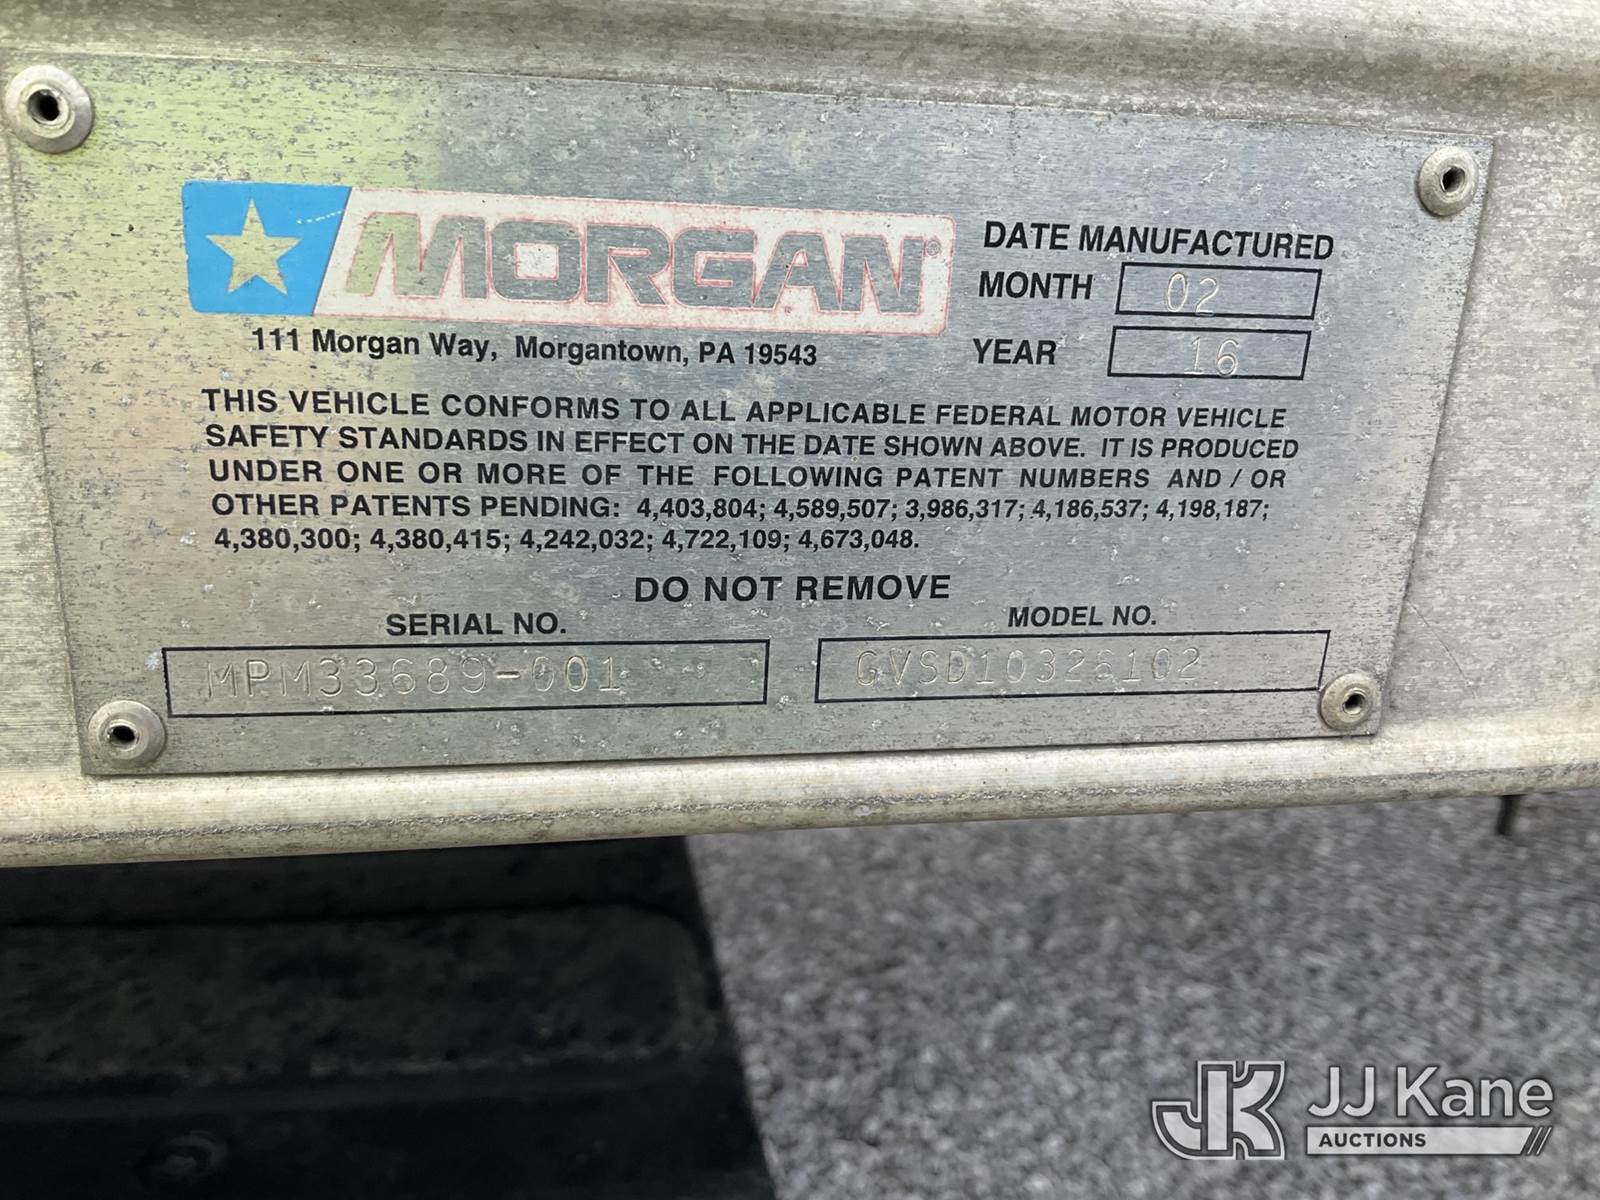 MORGAN®
111 Morgan Way, Morgantown, PA 19543
DATE MANUFACTURED
MONTH 02
YEAR 16
THIS VEHICLE CONFORMS TO ALL APPLICABLE FEDERAL MOTOR VEHICLE
SAFETY STANDARDS IN EFFECT ON THE DATE SHOWN ABOVE. IT IS PRODUCED
UNDER ONE OR MORE OF THE FOLLOWING PATENT NUMBERS AND / OR
OTHER PATENTS PENDING: 4,403,804; 4,589,507; 3,986,317; 4,186,537; 4,198,187;
4,380,300; 4,380,415; 4,242,032; 4,722,109; 4,673,048.
DO NOT REMOVE
SERIAL NO.
MPM33689-001
MODEL NO.
GVSD10326102
JK JJ Kane
AUCTIONS